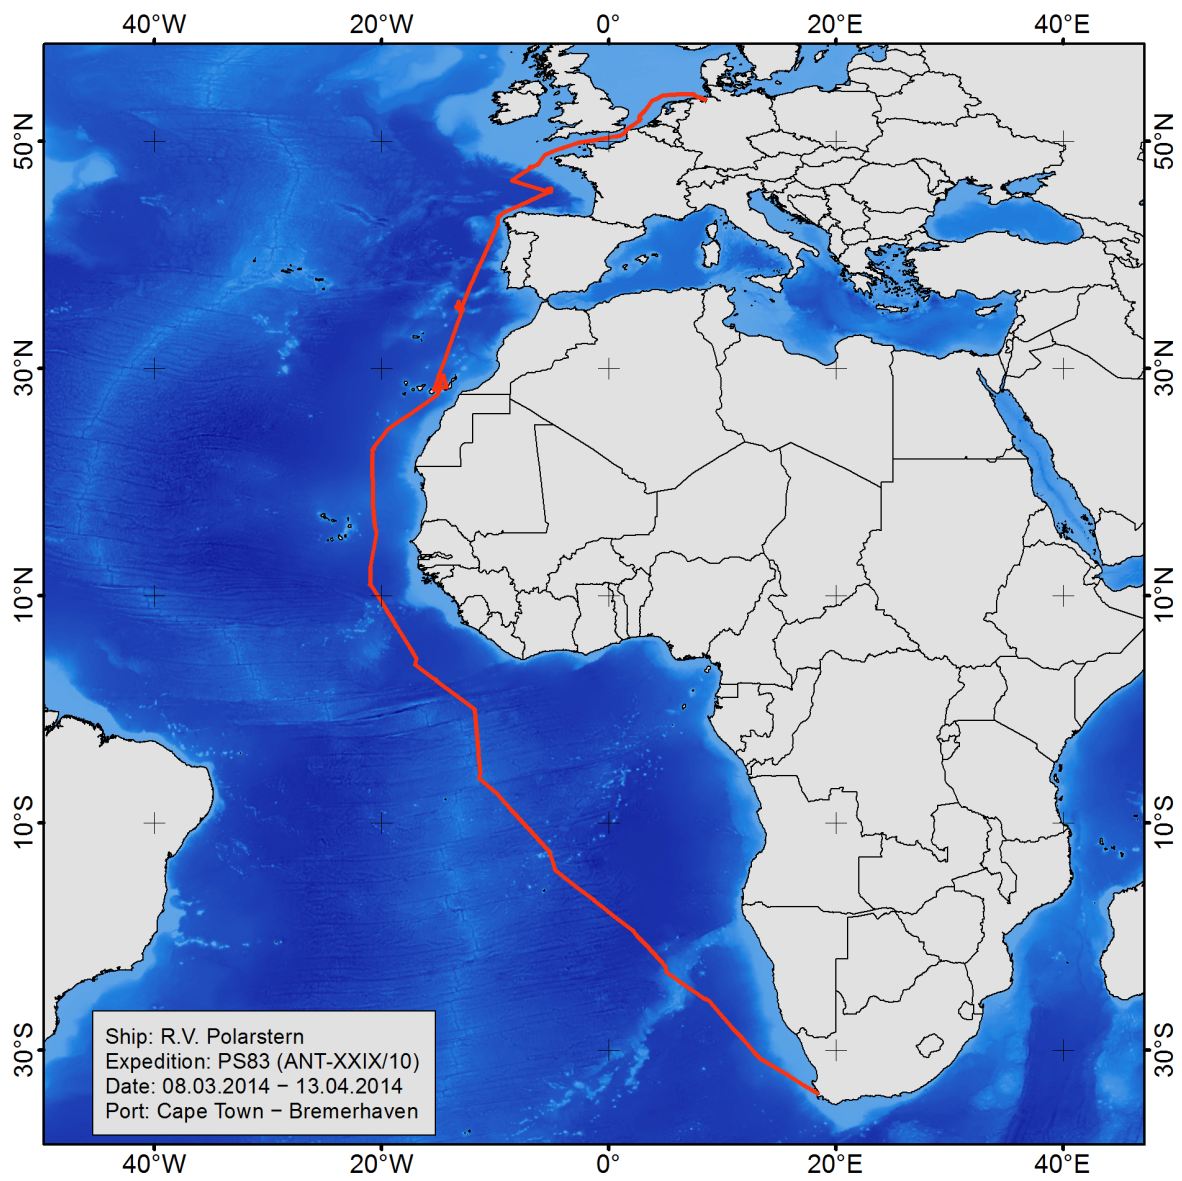 40°W 20°W 0° 20°E 40°E
50°N 50°N
30°N 30°N
10°N 10°N
10°S 10°S
30°S 30°S
Ship: R.V. Polarstern
Expedition: PS83 (ANT-XXIX/10)
Date: 08.03.2014 − 13.04.2014
Port: Cape Town − Bremerhaven
40°W 20°W 0° 20°E 40°E